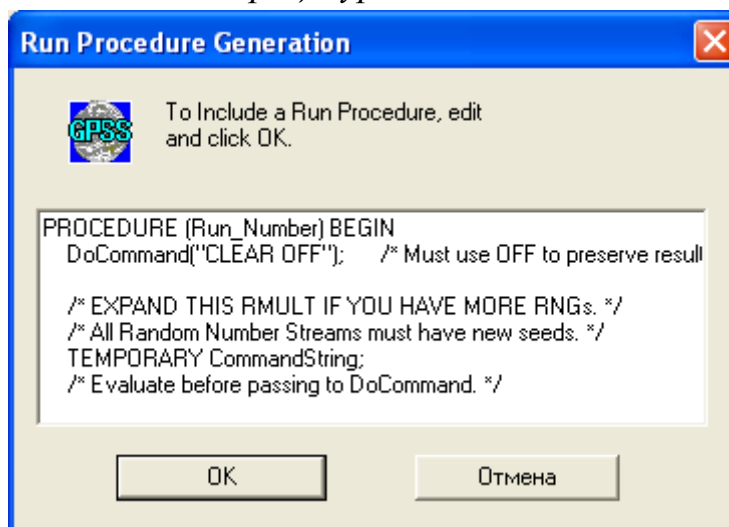 Run Procedure Generation
GPSS
To Include a Run Procedure, edit
and click OK.
PROCEDURE (Run_Number) BEGIN
DoCommand("CLEAR OFF"); /* Must use OFF to preserve resul
/* EXPAND THIS RMULT IF YOU HAVE MORE RNGs. */
/* All Random Number Streams must have new seeds. */
TEMPORARY CommandString;
/* Evaluate before passing to DoCommand. */
OK
Отмена